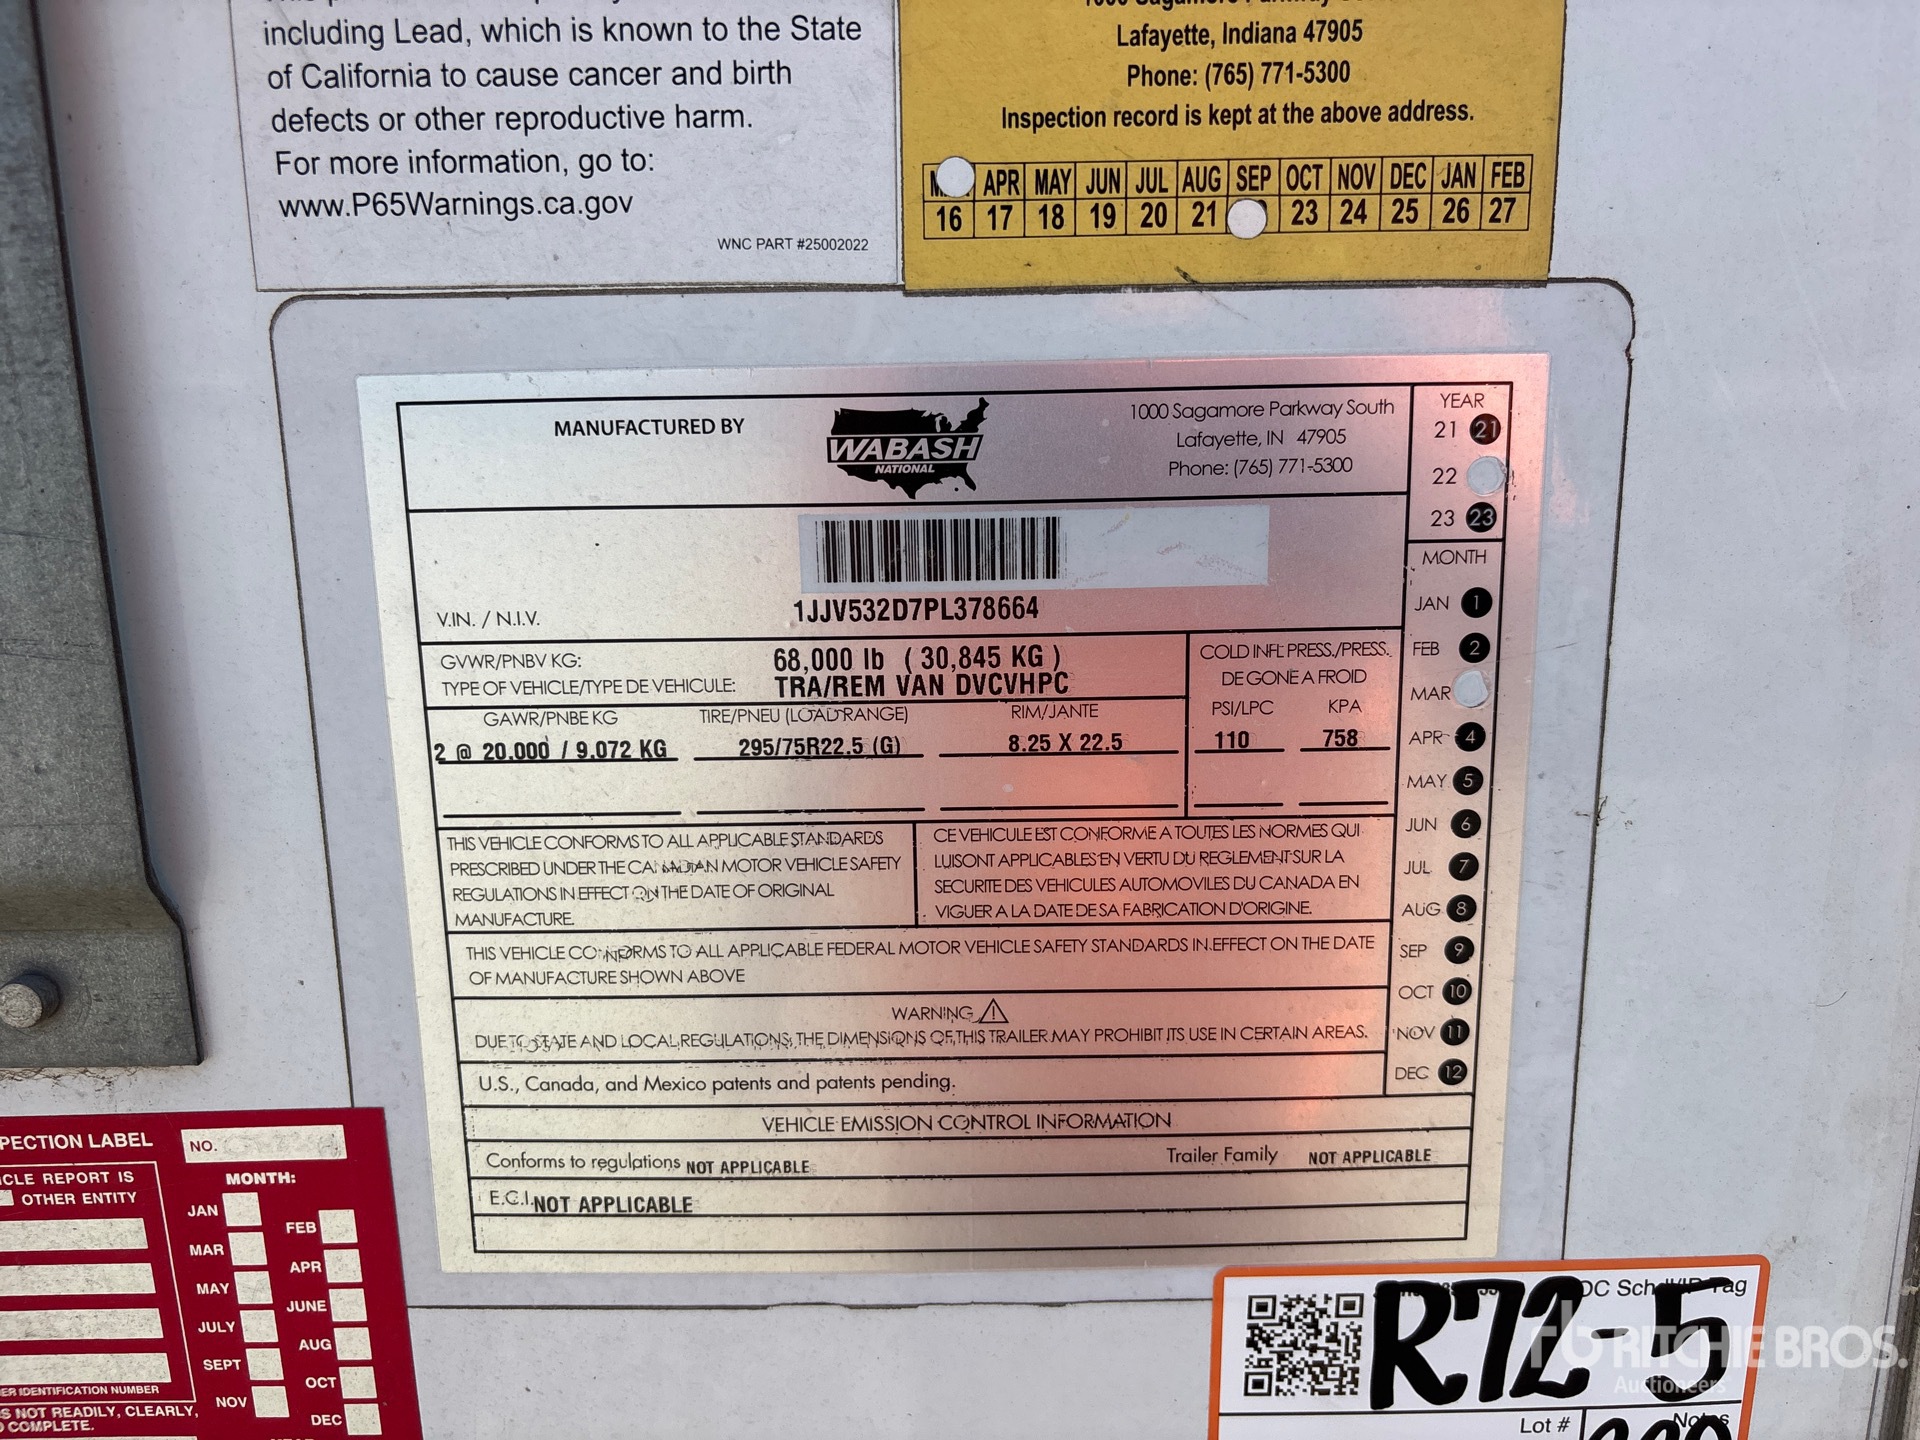 including Lead, which is known to the State
of California to cause cancer and birth
defects or other reproductive harm.
For more information, go to:
www.P65Warnings.ca.gov
WNC PART #25002022
1000 Sagamore Parkway
Lafayette, Indiana 47905
Phone: (765) 771-5300
Inspection record is kept at the above address.
APR MAY JUN JUL AUG SEP OCT NOV DEC JAN FEB
16 17 18 19 20 21 23 24 25 26 27
MANUFACTURED BY
WABASH
NATIONAL
1000 Sagamore Parkway South
Lafayette, IN 47905
Phone: (765) 771-5300
YEAR
21 21
22
23 23
MONTH
JAN 1
FEB 2
MAR
APR 4
MAY 5
JUN 6
JUL 7
AUG 8
SEP 9
OCT 10
NOV 11
DEC 12
V.IN. / N.I.V.
1JJV532D7PL378664
GVWR/PNBV KG: 68,000 lb ( 30,845 KG )
TYPE OF VEHICLE/TYPE DE VEHICULE: TRA/REM VAN DVCVHPC
COLD INFL PRESS./PRESS.
DE GONE A FROID
GAWR/PNBE KG TIRE/PNEU (LOAD RANGE) RIM/JANTE PSI/LPC KPA
2 @ 20.000 / 9.072 KG 295/75R22.5 (G) 8.25 X 22.5 110 758
THIS VEHICLE CONFORMS TO ALL APPLICABLE STANDARDS
PRESCRIBED UNDER THE CANADIAN MOTOR VEHICLE SAFETY
REGULATIONS IN EFFECT ON THE DATE OF ORIGINAL
MANUFACTURE.
CE VEHICULE EST CONFORME A TOUTES LES NORMES QUI
LUISONT APPLICABLES EN VERTU DU REGLEMENT SUR LA
SECURITE DES VEHICULES AUTOMOVILES DU CANADA EN
VIGUER A LA DATE DE SA FABRICATION D'ORIGINE.
THIS VEHICLE CONFORMS TO ALL APPLICABLE FEDERAL MOTOR VEHICLE SAFETY STANDARDS IN EFFECT ON THE DATE
OF MANUFACTURE SHOWN ABOVE
WARNING
DUE TO STATE AND LOCAL REGULATIONS, THE DIMENSIONS OF THIS TRAILER MAY PROHIBIT ITS USE IN CERTAIN AREAS.
U.S., Canada, and Mexico patents and patents pending.
VEHICLE EMISSION CONTROL INFORMATION
Conforms to regulations NOT APPLICABLE Trailer Family NOT APPLICABLE
E.C.I. NOT APPLICABLE
PECTION LABEL
NO.
CLE REPORT IS
OTHER ENTITY
MONTH:
JAN FEB
MAR APR
MAY JUNE
JULY AUG
SEPT OCT
NOV DEC
ER IDENTIFICATION NUMBER
S NOT READILY, CLEARLY,
D COMPLETE.
Tag
R72-5
Lot #
Notes
RITCHIE BROS.
Auctioneers